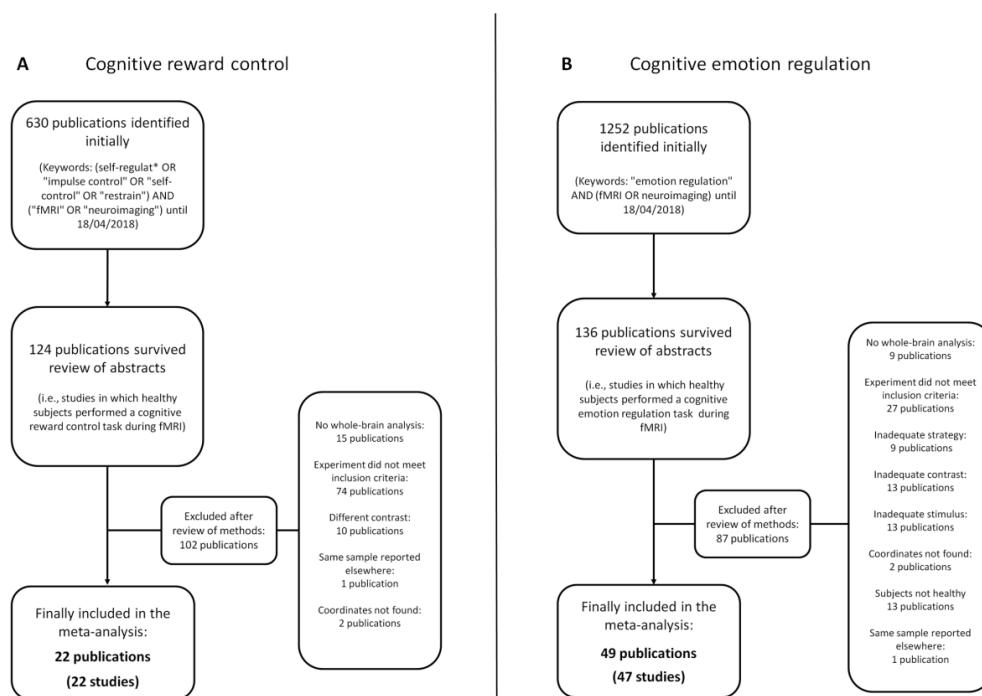 A Cognitive reward control
630 publications identified
initially
(Keywords: (self-regulat* OR
"impulse control" OR "self-
control" OR "restrain") AND
("fMRI" OR "neuroimaging") until
18/04/2018)
124 publications survived
review of abstracts
(i.e., studies in which healthy
subjects performed a cognitive
reward control task during fMRI)
Excluded after
review of methods:
102 publications
No whole-brain analysis:
15 publications
Experiment did not meet
inclusion criteria:
74 publications
Different contrast:
10 publications
Same sample reported
elsewhere:
1 publication
Coordinates not found:
2 publications
Finally included in the
meta-analysis:
22 publications
(22 studies)
B Cognitive emotion regulation
1252 publications
identified initially
(Keywords: "emotion regulation"
AND (fMRI OR neuroimaging) until
18/04/2018)
136 publications survived
review of abstracts
(i.e., studies in which healthy
subjects performed a cognitive
emotion regulation task during
fMRI)
Excluded after
review of methods:
87 publications
No whole-brain analysis:
9 publications
Experiment did not meet
inclusion criteria:
27 publications
Inadequate strategy:
9 publications
Inadequate contrast:
13 publications
Inadequate stimulus:
13 publications
Coordinates not found:
2 publications
Subjects not healthy
13 publications
Same sample reported
elsewhere:
1 publication
Finally included in the
meta-analysis:
49 publications
(47 studies)